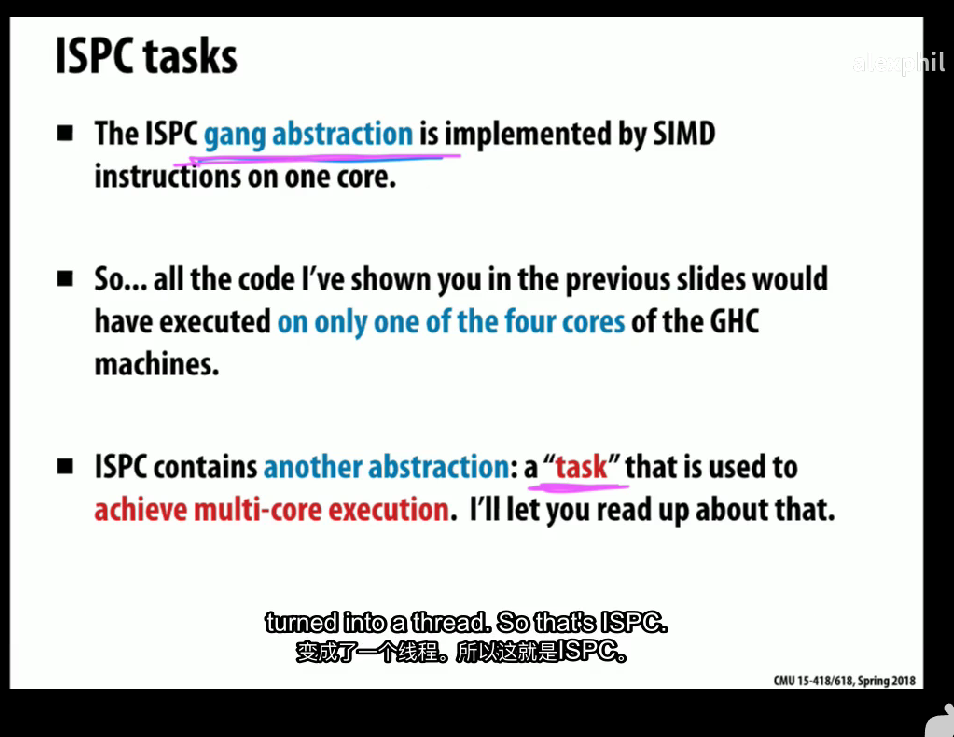 ISPC tasks
alexphil
■ The ISPC gang abstraction is implemented by SIMD
instructions on one core.
■ So... all the code I've shown you in the previous slides would
have executed on only one of the four cores of the GHC
machines.
■ ISPC contains another abstraction: a “task” that is used to
achieve multi-core execution. I'll let you read up about that.
turned into a thread. So that's ISPC.
变成了一个线程。所以这就是ISPC。
CMU 15-418/618, Spring 2018